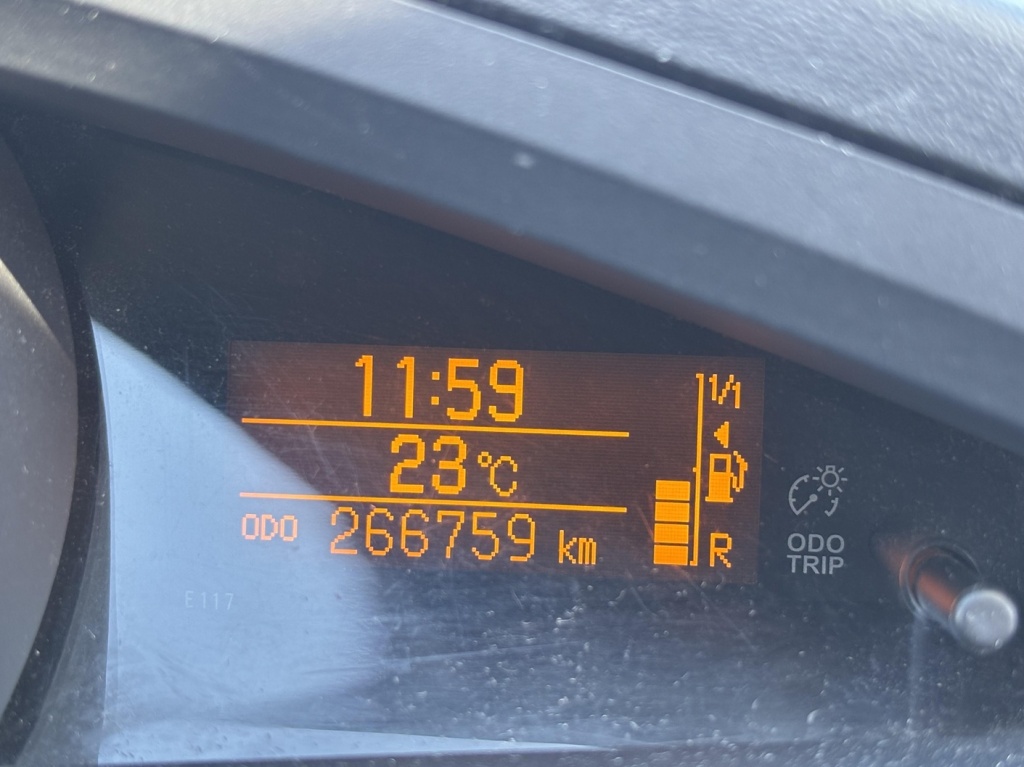 11:59
1/1
23°C
ODO 266759 km
R
ODO
TRIP
E117